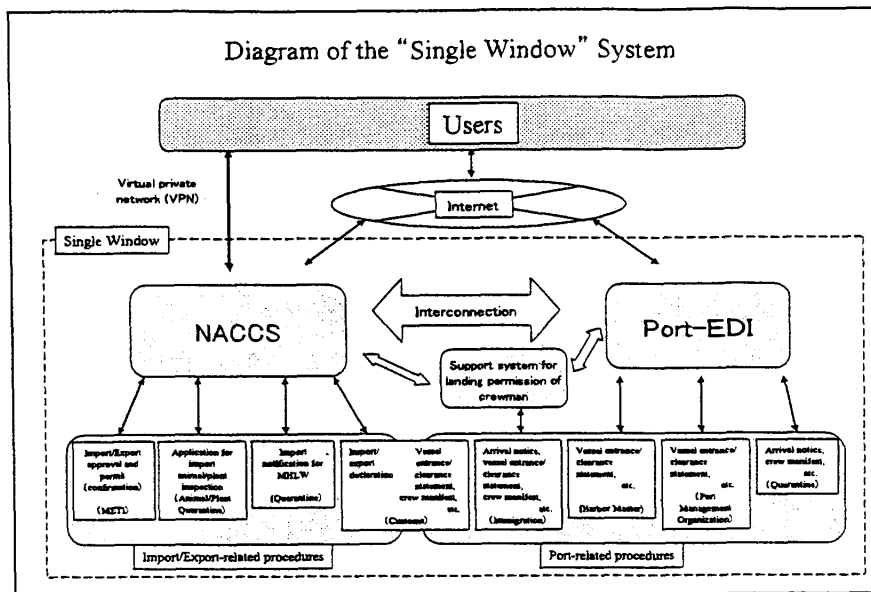 Diagram of the "Single Window" System
Users
Virtual private
network (VPN)
Internet
Single Window
Interconnection
NACCS
Port-EDI
Support system for
landing permission of
crewman
Import/Export
approval and
permit
(confirmation)
(METI)
Application for
import
animal/plant
inspection
(Animal/Plant
Quarantine)
Import
notification for
MHLW
(Quarantine)
Import/
export
declaration
Vessel
entrance/
clearance
statement,
crew manifest,
etc.
(Customs)
Arrival notice,
vessel entrance/
clearance
statement,
crew manifest,
etc.
(Immigration)
Vessel entrance/
clearance
statement,
etc.
(Harbor Master)
Vessel entrance/
clearance
statement,
etc.
(Port
Management
Organization)
Arrival notice,
crew manifest,
etc.
(Quarantine)
Import/Export-related procedures
Port-related procedures